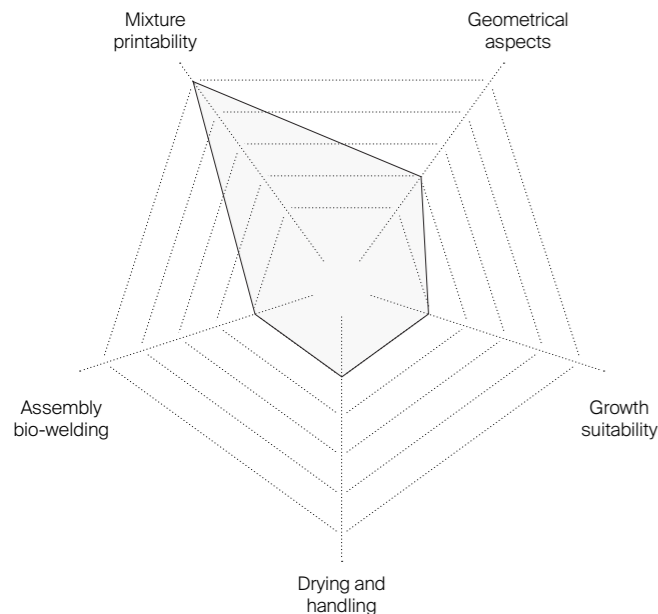 Mixture
printability
Geometrical
aspects
Assembly
bio-welding
Growth
suitability
Drying and
handling